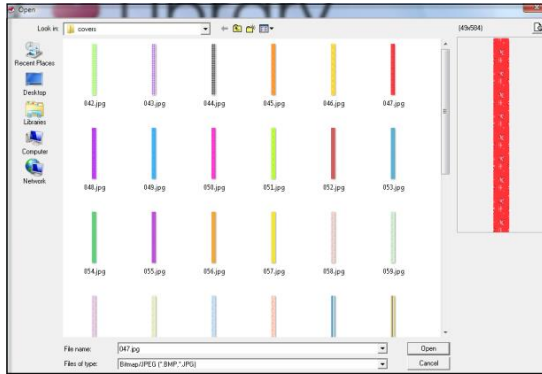 Open
Library
Look in: covers
(49x584)
Recent Places
Desktop
Libraries
Computer
Network
042.jpg 043.jpg 044.jpg 045.jpg 046.jpg 047.jpg
048.jpg 049.jpg 050.jpg 051.jpg 052.jpg 053.jpg
054.jpg 055.jpg 056.jpg 057.jpg 058.jpg 059.jpg
File name: 047.jpg Open
Files of type: Bitmap/JPEG (*.BMP;*.JPG) Cancel